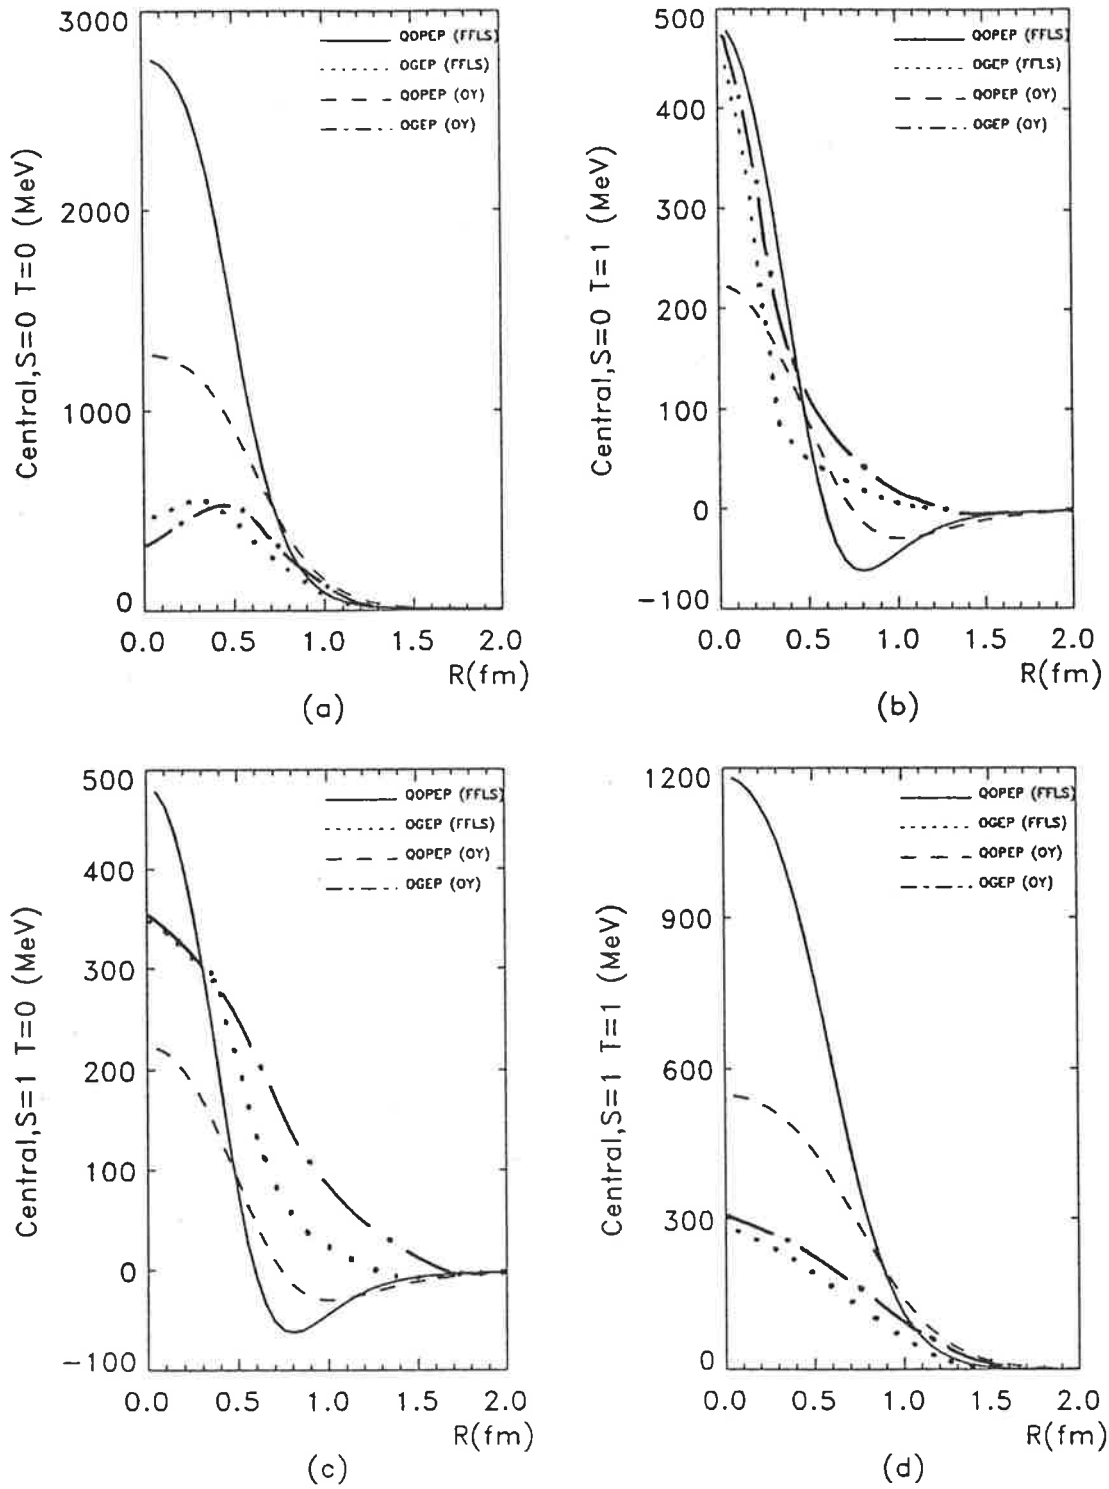 3000
2000
1000
0
Central,S=0 T=0 (MeV)
QOPEP (FFLS)
OGEP (FFLS)
QOPEP (OY)
OGEP (OY)
0.0 0.5 1.0 1.5 2.0
R(fm)
(a)
500
400
300
200
100
0
-100
Central,S=0 T=1 (MeV)
QOPEP (FFLS)
OGEP (FFLS)
QOPEP (OY)
OGEP (OY)
0.0 0.5 1.0 1.5 2.0
R(fm)
(b)
500
400
300
200
100
0
-100
Central,S=1 T=0 (MeV)
QOPEP (FFLS)
OGEP (FFLS)
QOPEP (OY)
OGEP (OY)
0.0 0.5 1.0 1.5 2.0
R(fm)
(c)
1200
900
600
300
0
Central,S=1 T=1 (MeV)
QOPEP (FFLS)
OGEP (FFLS)
QOPEP (OY)
OGEP (OY)
0.0 0.5 1.0 1.5 2.0
R(fm)
(d)